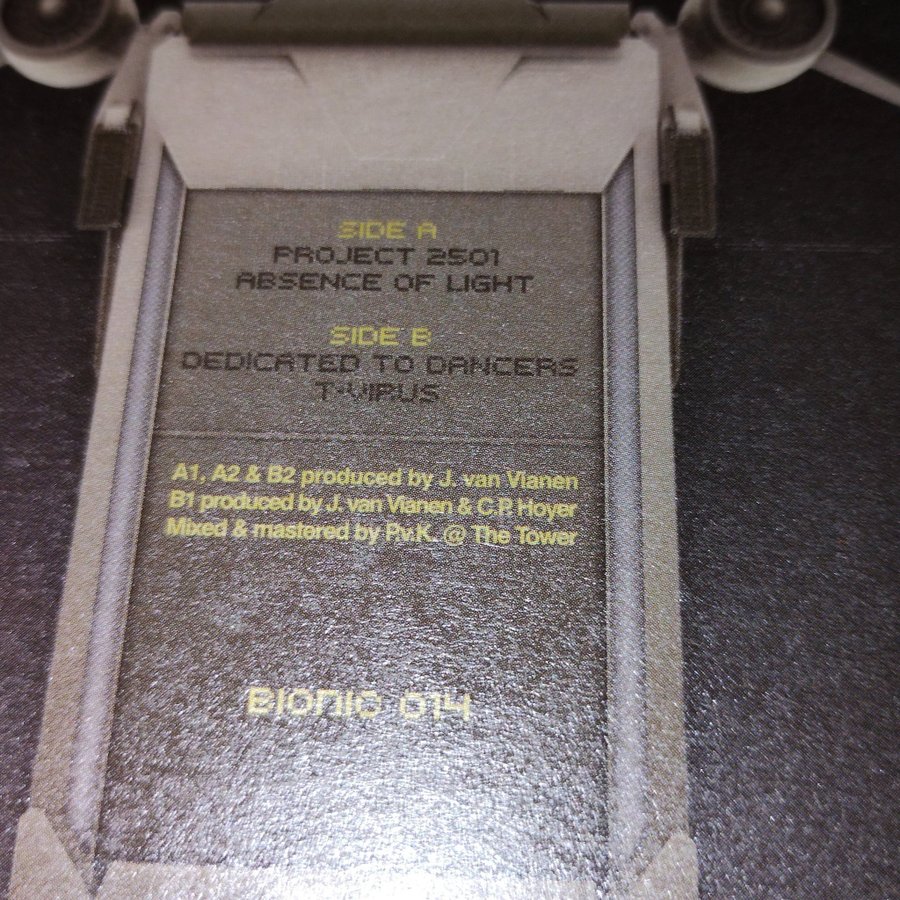 SIDE A
PROJECT 2501
ABSENCE OF LIGHT
SIDE B
DEDICATED TO DANCERS
T-VIRUS
A1, A2 & B2 produced by J. van Vianen
B1 produced by J. van Vianen & C.P. Hoyer
Mixed & mastered by P.v.K. @ The Tower
BIONIC 014